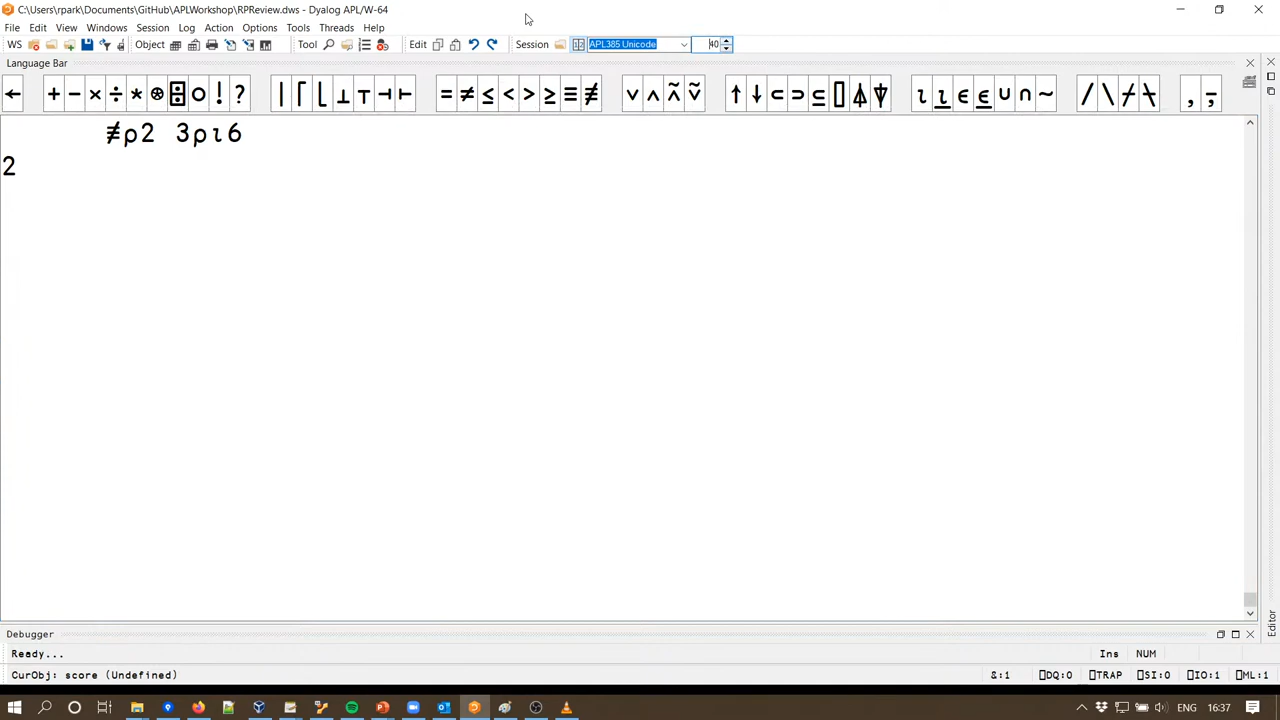 C:\Users\rpark\Documents\GitHub\APLWorkshop\RPReview.dws - Dyalog APL/W-64
File Edit View Windows Session Log Action Options Tools Threads Help
WS Object Tool Edit Session APL385 Unicode 40
Language Bar
← + - × ÷ * ⍟ ⌹ ○ ! ? | ⌈ ⌊ ⊥ ⊤ ⊣ ⊢ = ≠ ≤ < > ≥ ≡ ≢ ∨ ∧ ⍲ ⍱ ↑ ↓ ⊂ ⊃ ⊆ ⌷ ⍋ ⍒ ⍳ ⍸ ∊ ⍷ ∪ ∩ ~ / \ ⌿ ⍀ , ⍪
≢⍴2 3⍴⍳6
2
Editor
Debugger
Ready... Ins NUM
CurObj: score (Undefined) &:1 ⎕DQ:0 ⎕TRAP ⎕SI:0 ⎕IO:1 ⎕ML:1
ENG 16:37